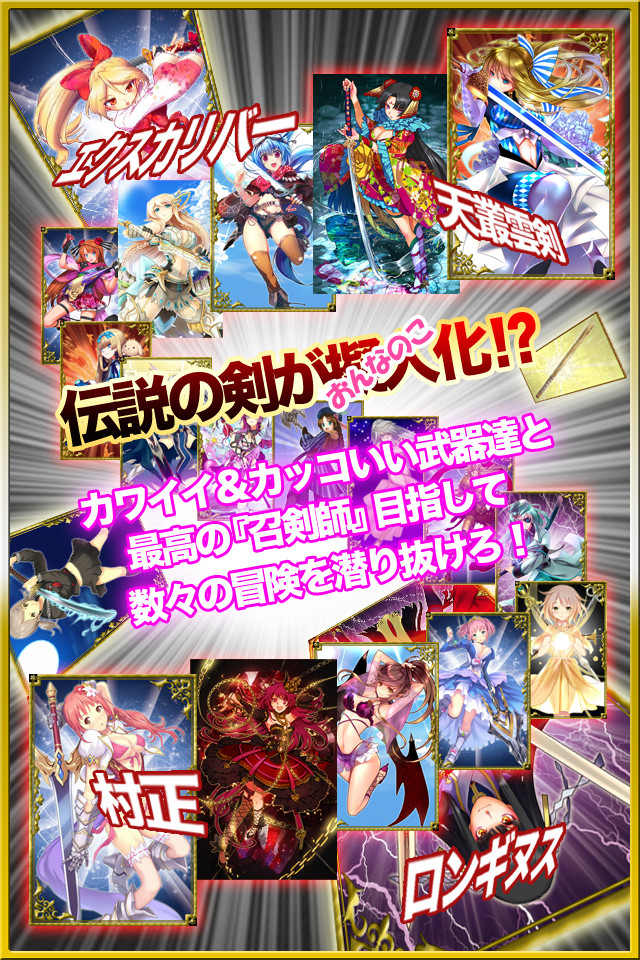 エクスカリバー
天叢雲剣
伝説の剣が擬人化!?
おんなのこ
カワイイ&カッコいい武器達と
最高の『召剣師』目指して
数々の冒険を潜り抜けろ！
村正
ロンギヌス